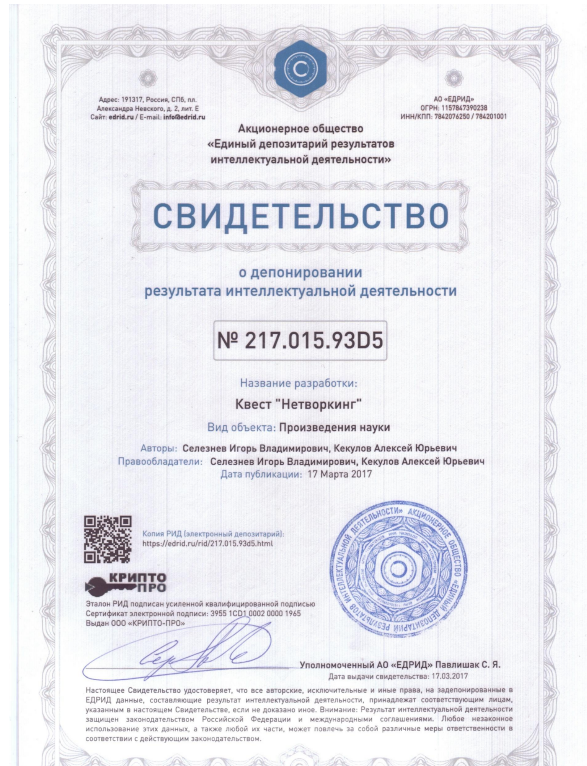 Адрес: 191317, Россия, СПб, пл.
Александра Невского, д. 2, лит. Е
Сайт: edrid.ru / E-mail: info@edrid.ru
АО «ЕДРИД»
ОГРН: 1157847390238
ИНН/КПП: 7842076250 / 784201001
Акционерное общество
«Единый депозитарий результатов
интеллектуальной деятельности»
СВИДЕТЕЛЬСТВО
о депонировании
результата интеллектуальной деятельности
№ 217.015.93D5
Название разработки:
Квест "Нетворкинг"
Вид объекта: Произведения науки
Авторы: Селезнев Игорь Владимирович, Кекулов Алексей Юрьевич
Правообладатели: Селезнев Игорь Владимирович, Кекулов Алексей Юрьевич
Дата публикации: 17 Марта 2017
Копия РИД (электронный депозитарий):
https://edrid.ru/rid/217.015.93d5.html
КРИПТО
ПРО
Эталон РИД подписан усиленной квалифицированной подписью
Сертификат электронной подписи: 3955 1CD1 0002 0000 1965
Выдан ООО «КРИПТО-ПРО»
АКЦИОНЕРНОЕ ОБЩЕСТВО «ЕДИНЫЙ ДЕПОЗИТАРИЙ РЕЗУЛЬТАТОВ ИНТЕЛЛЕКТУАЛЬНОЙ ДЕЯТЕЛЬНОСТИ»
Уполномоченный АО «ЕДРИД» Павлишак С. Я.
Дата выдачи свидетельства: 17.03.2017
Настоящее Свидетельство удостоверяет, что все авторские, исключительные и иные права, на задепонированные в
ЕДРИД данные, составляющие результат интеллектуальной деятельности, принадлежат соответствующим лицам,
указанным в настоящем Свидетельстве, если не доказано иное. Внимание: Результат интеллектуальной деятельности
защищен законодательством Российской Федерации и международными соглашениями. Любое незаконное
использование этих данных, а также любой их части, может повлечь за собой различные меры ответственности в
соответствии с действующим законодательством.